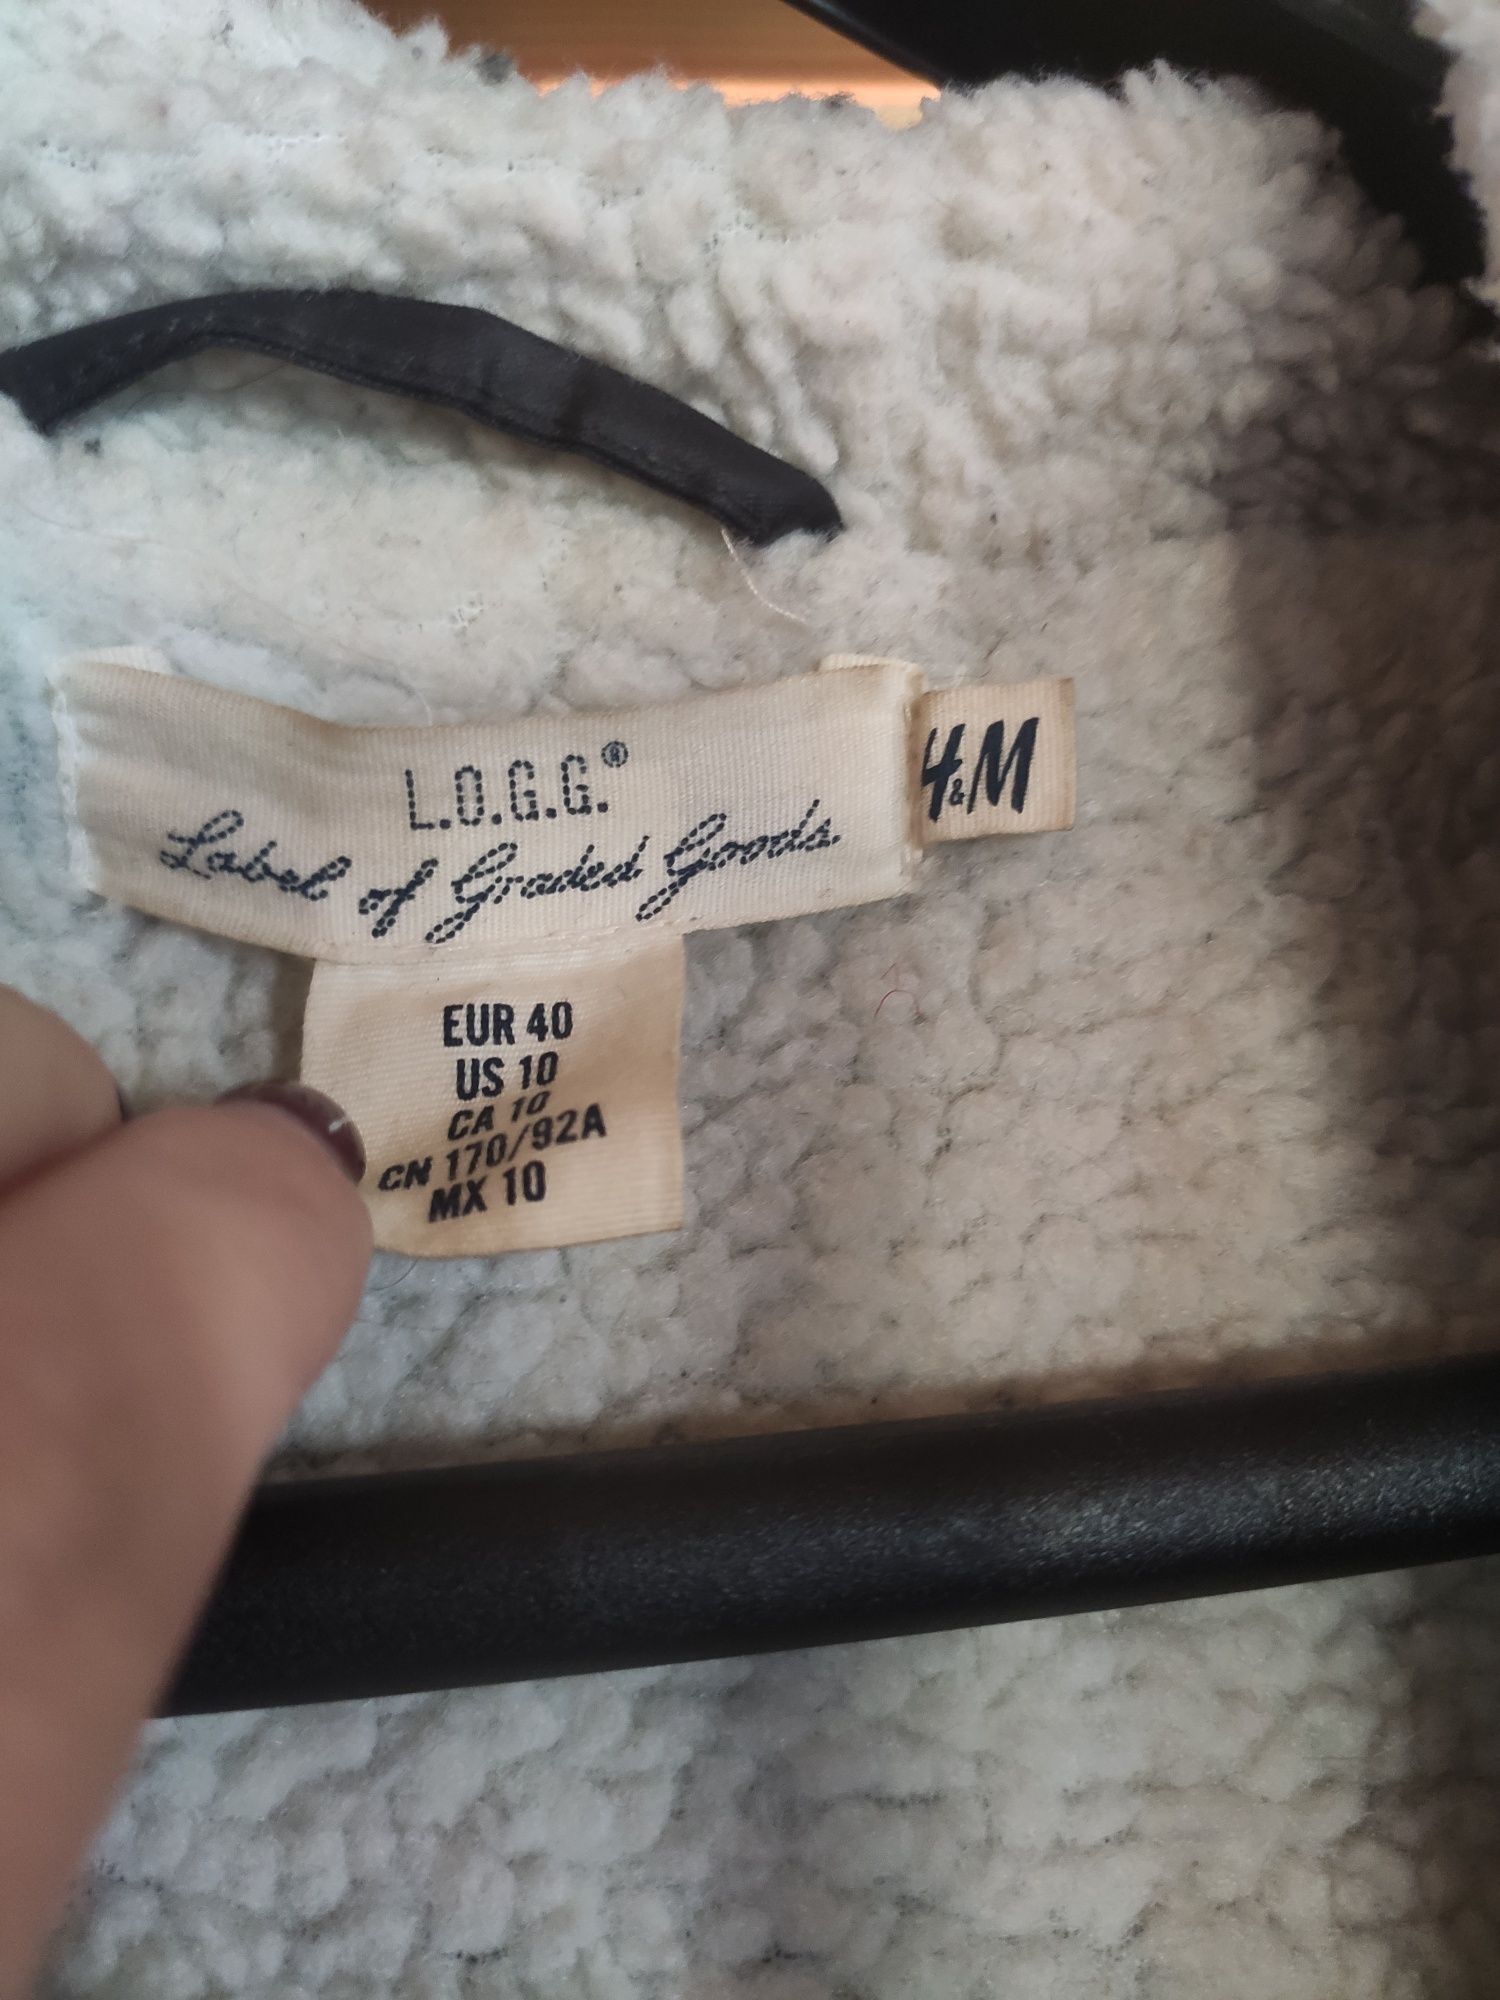 L.O.G.G.®
Label of Graded Goods
H&M
EUR 40
US 10
CA 10
CN 170/92A
MX 10